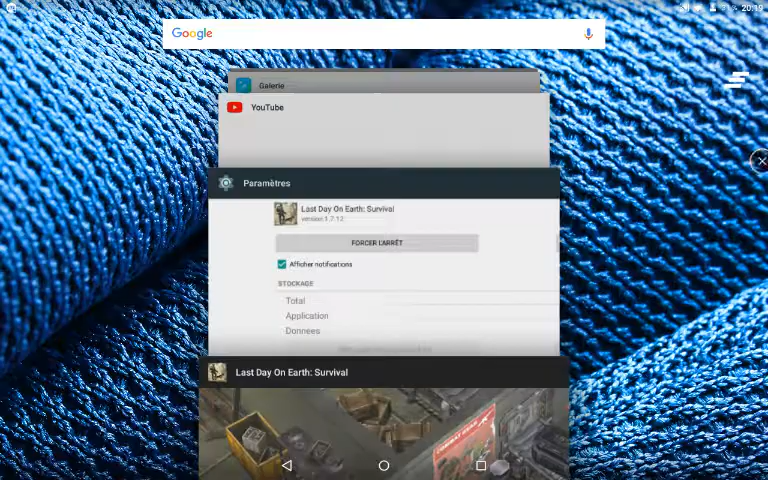 20:19
Google
Galerie
YouTube
Paramètres
Last Day On Earth: Survival
version 1.7.12
FORCER L'ARRÊT
Afficher notifications
STOCKAGE
Total
Application
Données
Last Day On Earth: Survival